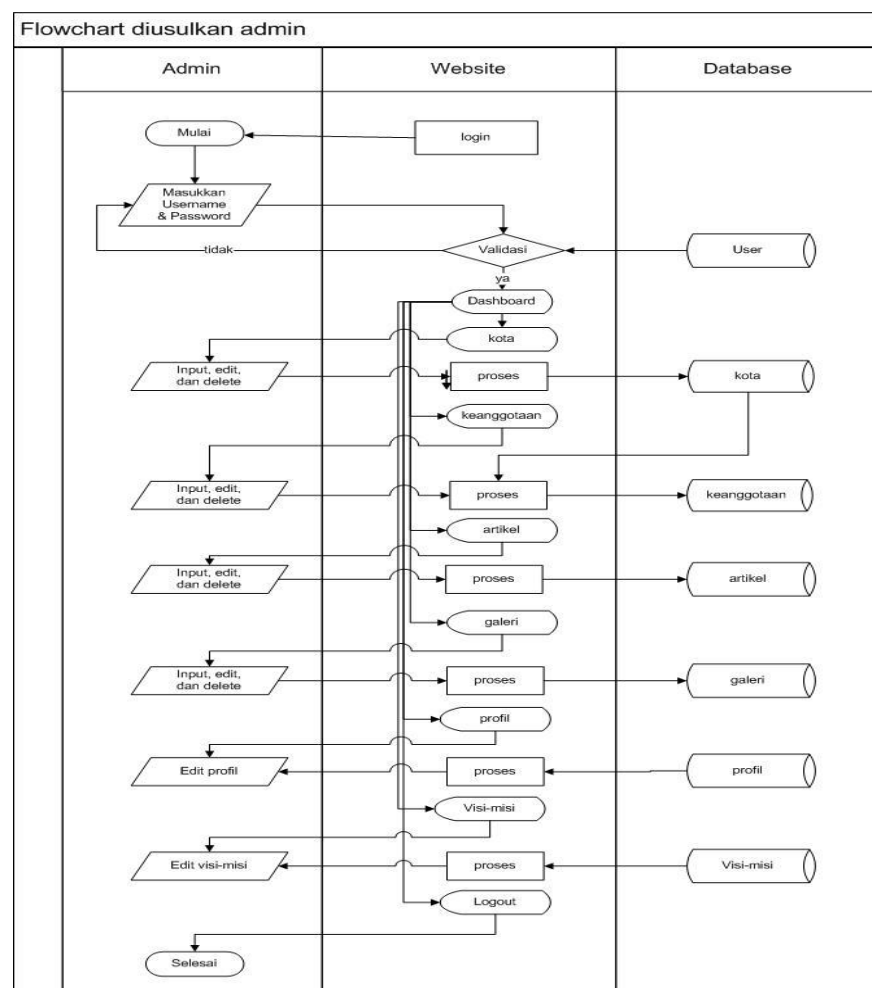 Flowchart diusulkan admin
Admin
Website
Database
Mulai
login
Masukkan
Username
& Password
tidak
Validasi
User
ya
Dashboard
kota
Input, edit,
dan delete
proses
kota
keanggotaan
Input, edit,
dan delete
proses
keanggotaan
artikel
Input, edit,
dan delete
proses
artikel
galeri
Input, edit,
dan delete
proses
galeri
profil
Edit profil
proses
profil
Visi-misi
Edit visi-misi
proses
Visi-misi
Logout
Selesai